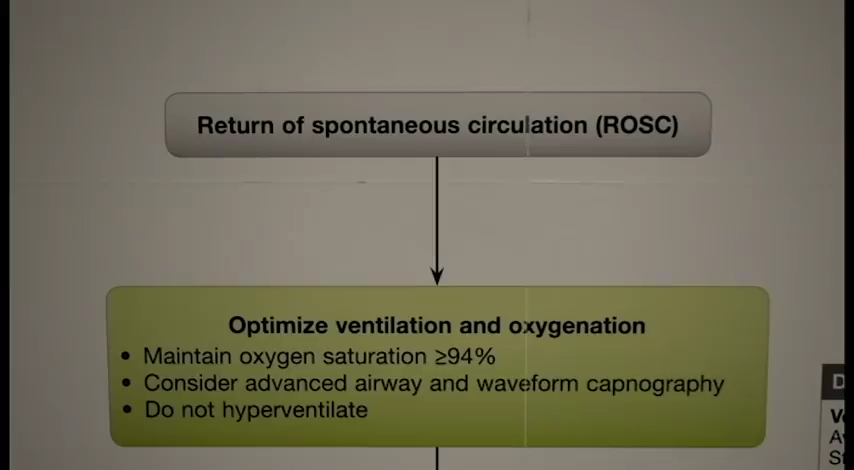 Return of spontaneous circulation (ROSC)
Optimize ventilation and oxygenation
• Maintain oxygen saturation ≥94%
• Consider advanced airway and waveform capnography
• Do not hyperventilate